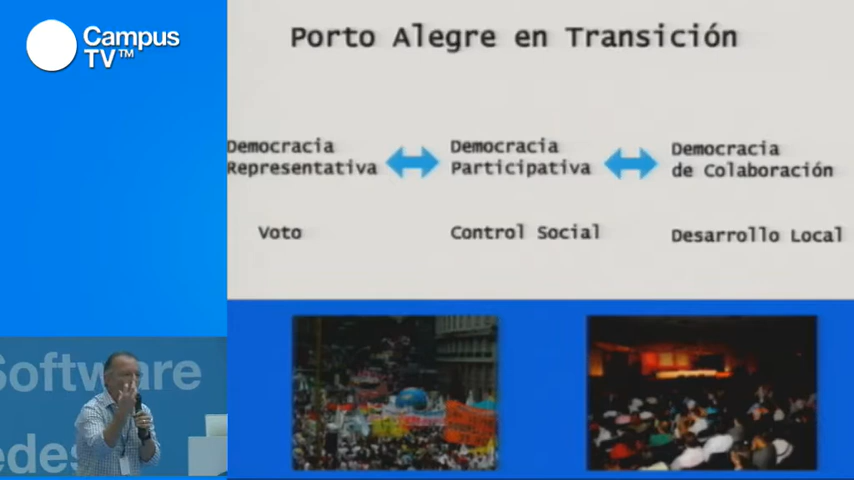 Campus
TV™
Porto Alegre en Transición
Democracia
Representativa
Democracia
Participativa
Democracia
de Colaboración
Voto
Control Social
Desarrollo Local
Software
edes